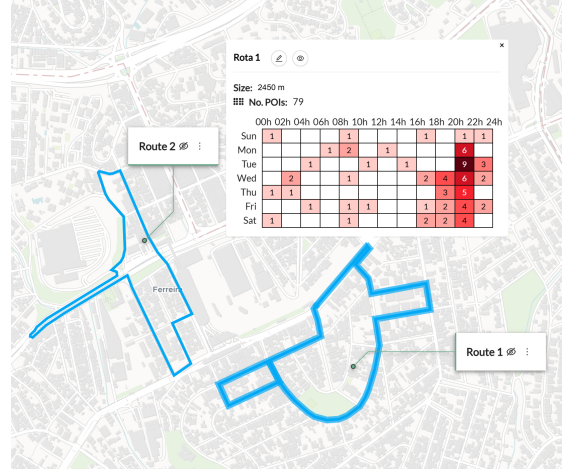 ×
Rota 1
Size: 2450 m
No. POIs: 79
00h 02h 04h 06h 08h 10h 12h 14h 16h 18h 20h 22h 24h
Sun 1 1 1 1 1
Mon 1 2 1 6
Tue 1 1 1 9 3
Wed 2 1 2 4 6 2
Thu 1 1 3 5
Fri 1 1 1 1 2 4 2
Sat 1 1 2 2 4
Route 2
Ferreir
Route 1